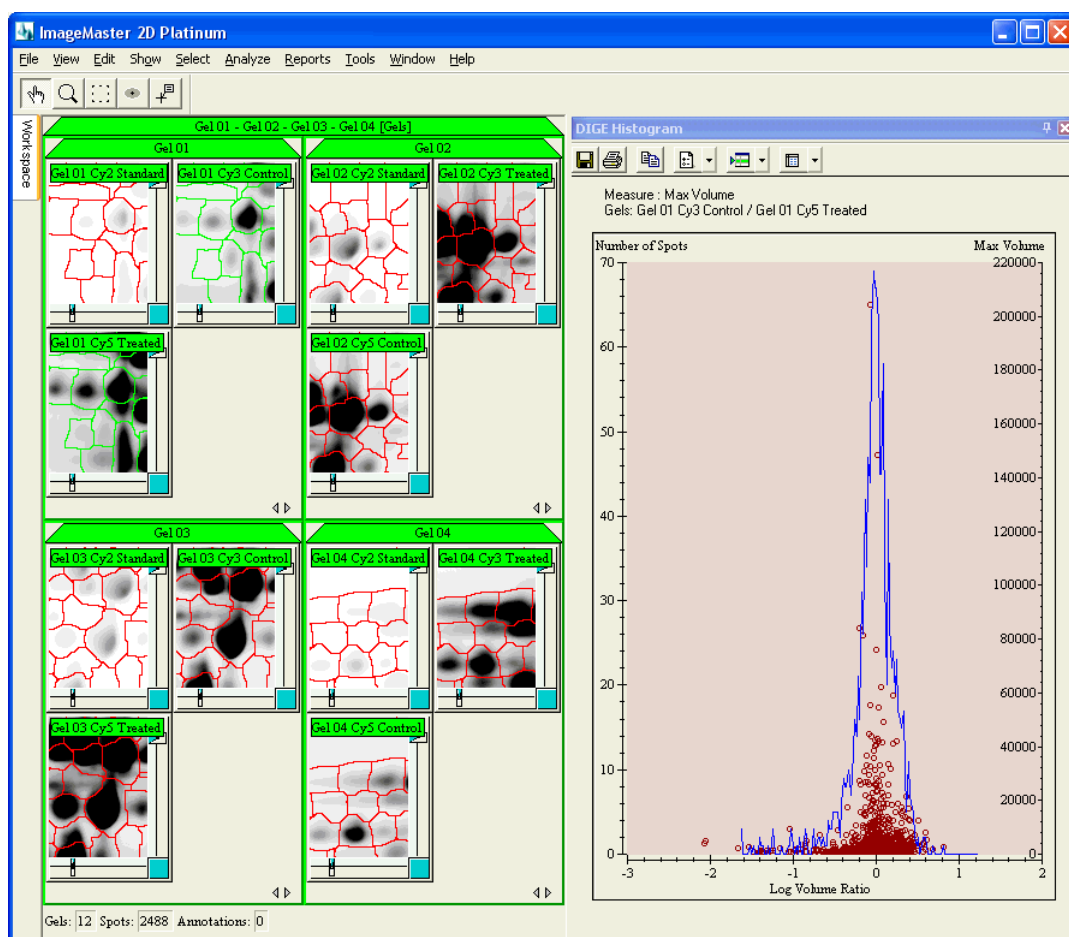 ImageMaster 2D Platinum
File View Edit Show Select Analyze Reports Tools Window Help
Workspace
Gel 01 - Gel 02 - Gel 03 - Gel 04 [Gels]
Gel 01
Gel 02
Gel 01 Cy2 Standard
Gel 01 Cy3 Control
Gel 02 Cy2 Standard
Gel 02 Cy3 Treated
Gel 01 Cy5 Treated
Gel 02 Cy5 Control
Gel 03
Gel 04
Gel 03 Cy2 Standard
Gel 03 Cy3 Control
Gel 04 Cy2 Standard
Gel 04 Cy3 Treated
Gel 03 Cy5 Treated
Gel 04 Cy5 Control
Gels: 12 Spots: 2488 Annotations: 0
DIGE Histogram
Measure : Max Volume
Gels: Gel 01 Cy3 Control / Gel 01 Cy5 Treated
Number of Spots
Max Volume
70
60
50
40
30
20
10
0
220000
200000
180000
160000
140000
120000
100000
80000
60000
40000
20000
0
-3 -2 -1 0 1 2
Log Volume Ratio